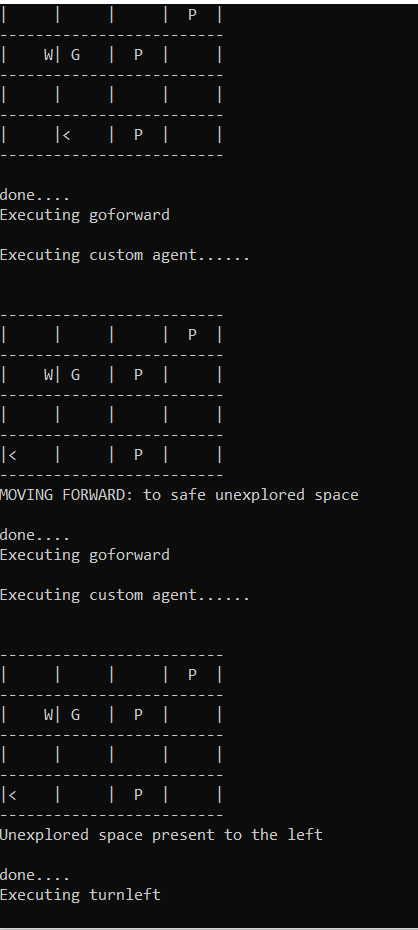 |     |     |     |  P  |
-------------------------
|    W| G   |  P  |     |
-------------------------
|     |     |     |     |
-------------------------
|     |<    |  P  |     |
-------------------------

done....
Executing goforward

Executing custom agent......


-------------------------
|     |     |     |  P  |
-------------------------
|    W| G   |  P  |     |
-------------------------
|     |     |     |     |
-------------------------
|<    |     |  P  |     |
-------------------------
MOVING FORWARD: to safe unexplored space

done....
Executing goforward

Executing custom agent......


-------------------------
|     |     |     |  P  |
-------------------------
|    W| G   |  P  |     |
-------------------------
|     |     |     |     |
-------------------------
|<    |     |  P  |     |
-------------------------
Unexplored space present to the left

done....
Executing turnleft